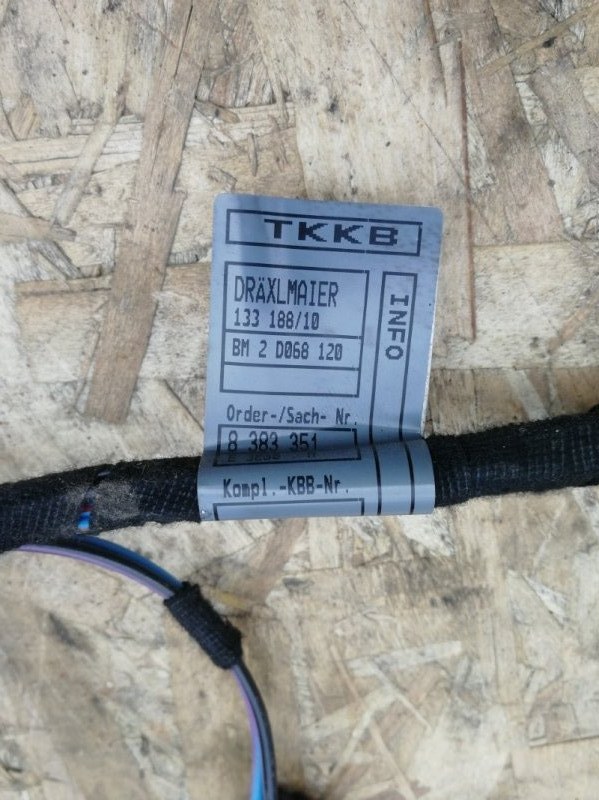 TKKB
DRÄXLMAIER
133 188/10
BM 2 D068 120
INFO
Order-/Sach- Nr.
8 383 351
Kompl.-KBB-Nr.